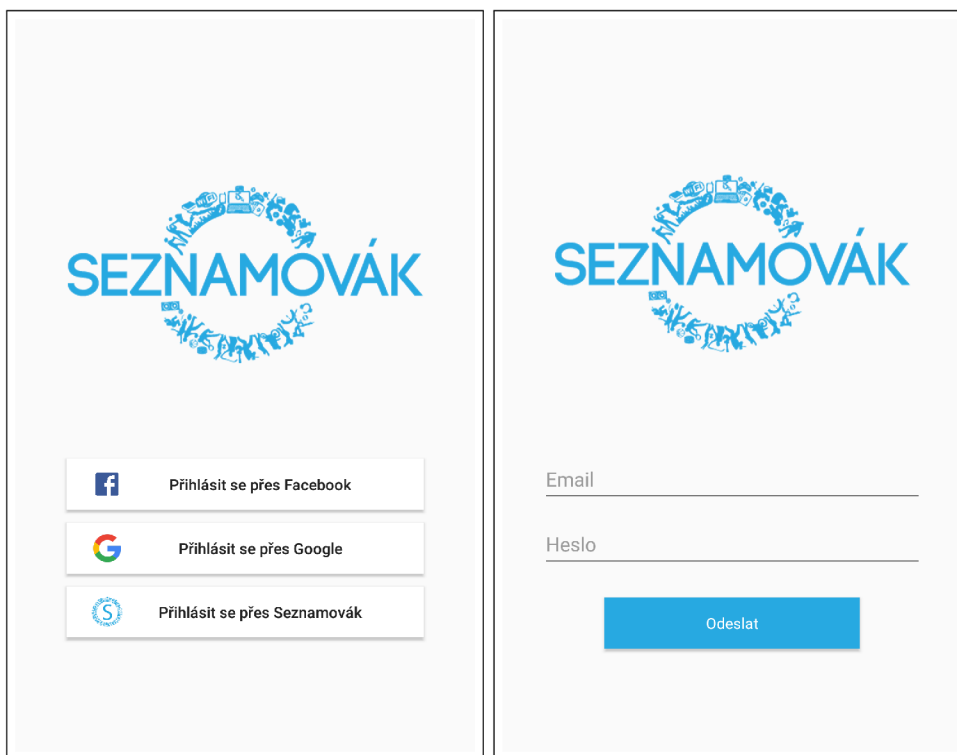 SEZNAMOVÁK
Přihlásit se přes Facebook
Přihlásit se přes Google
S
Přihlásit se přes Seznamovák
SEZNAMOVÁK
Email
Heslo
Odeslat